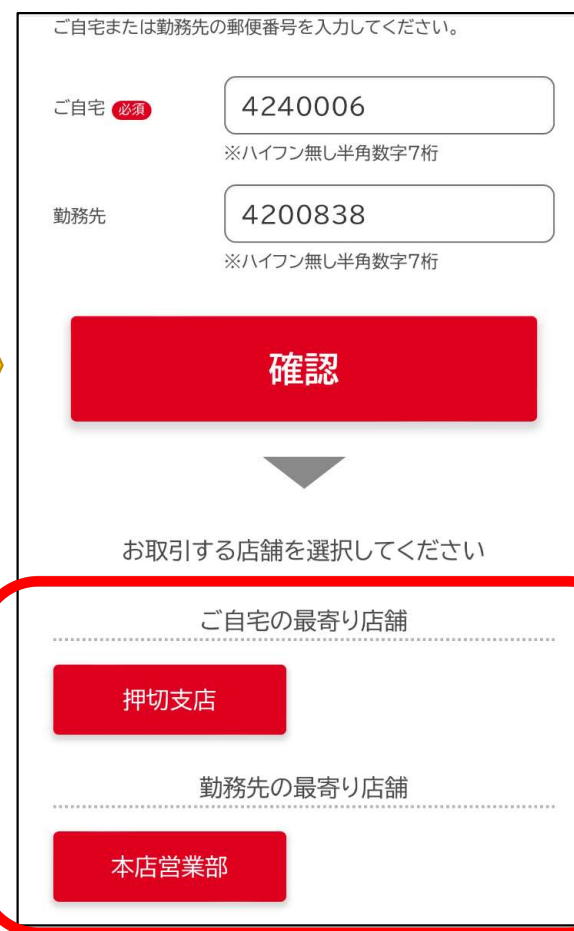 ご自宅または勤務先の郵便番号を入力してください。
ご自宅 必須 4240006
※ハイフン無し半角数字7桁
勤務先 4200838
※ハイフン無し半角数字7桁
確認
お取引する店舗を選択してください
ご自宅の最寄り店舗
押切支店
勤務先の最寄り店舗
本店営業部